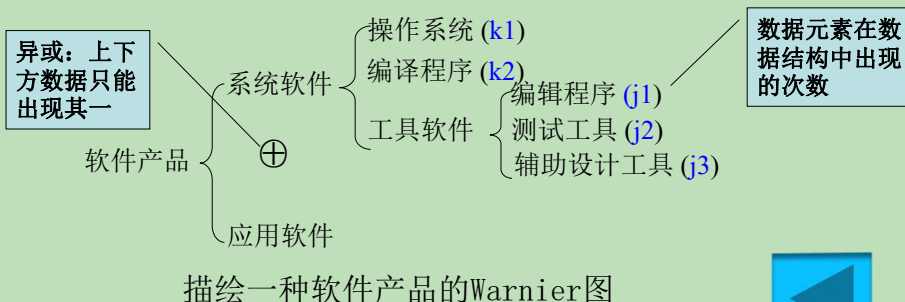 异或：上下
方数据只能
出现其一
数据元素在数
据结构中出现
的次数
操作系统 (k1)
编译程序 (k2)
系统软件
编辑程序 (j1)
工具软件
测试工具 (j2)
软件产品
辅助设计工具 (j3)
应用软件
描绘一种软件产品的Warnier图